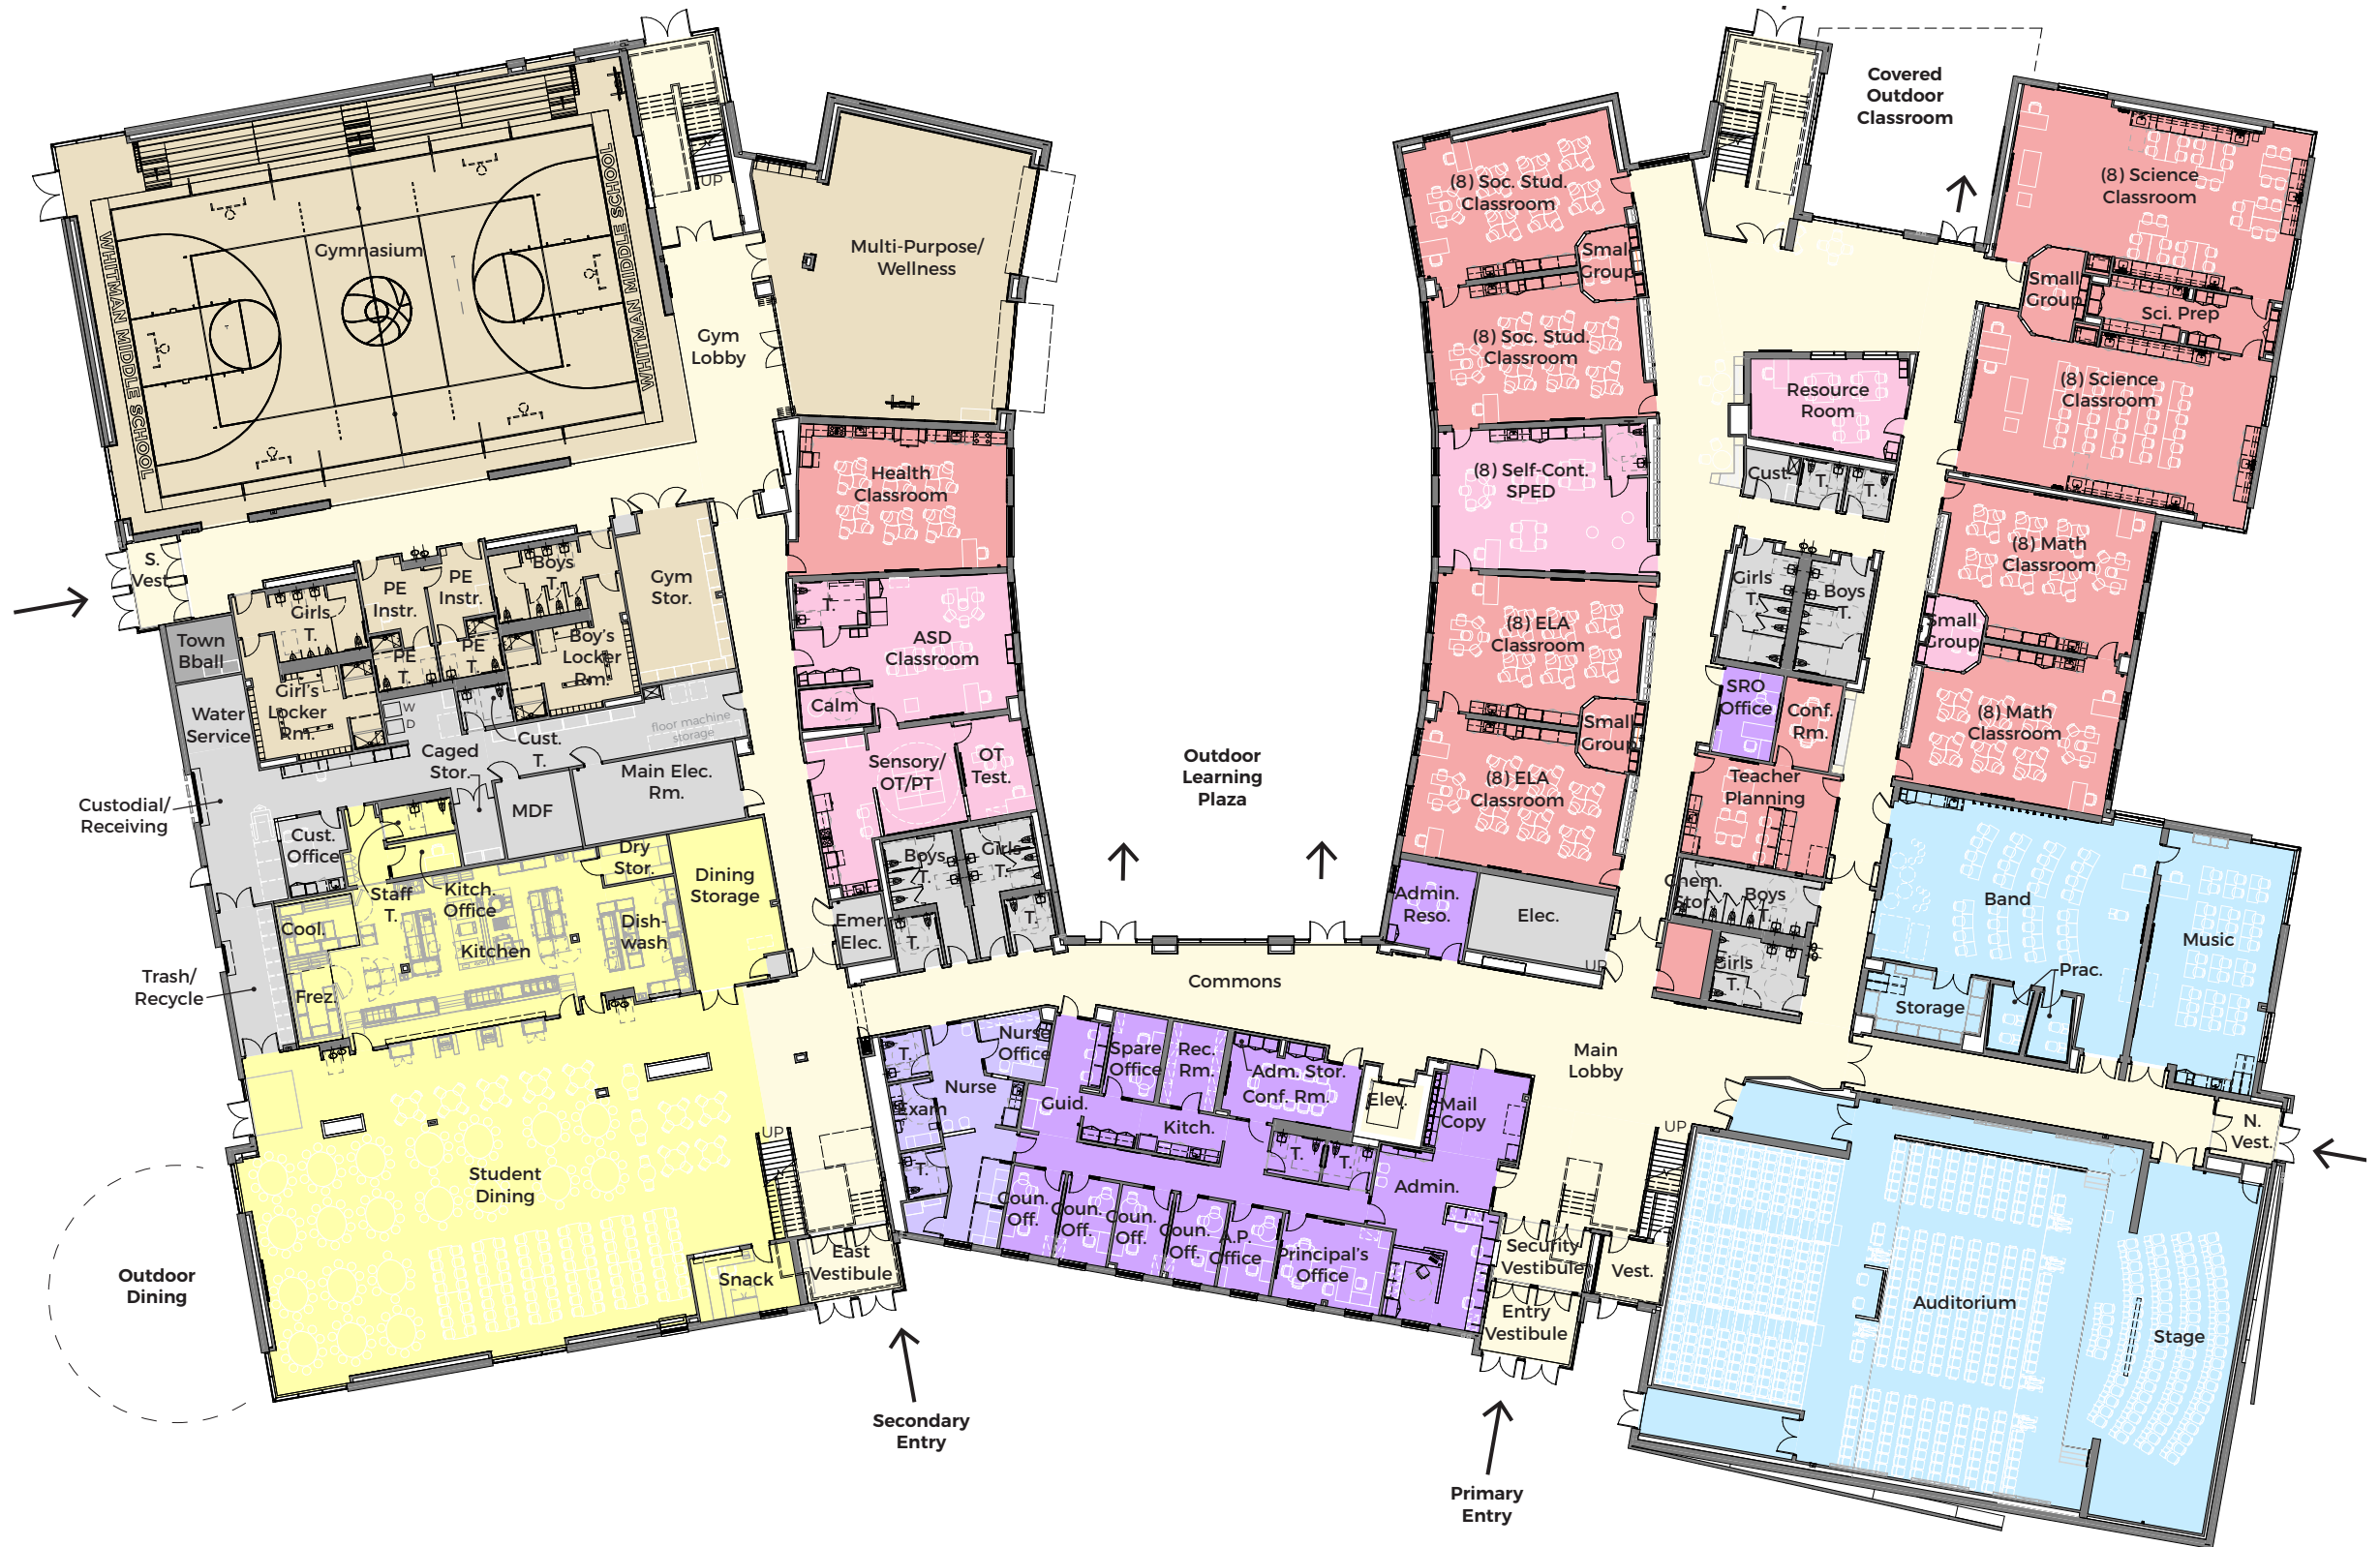 Covered
Outdoor
Classroom
UP
WHITMAN MIDDLE SCHOOL
WHITMAN MIDDLE SCHOOL
Gymnasium
Multi-Purpose/
Wellness
Gym
Lobby
(8) Soc. Stud.
Classroom
Small
Group
(8) Soc. Stud.
Classroom
(8) Science
Classroom
Small
Group
Sci. Prep
(8) Science
Classroom
Resource
Room
Health
Classroom
(8) Self-Cont.
SPED
Cust.
T.
T.
S.
Vest.
PE
Instr.
PE
Instr.
Boys
T.
Gym
Stor.
Girls
T.
PE
T.
PE
T.
Boy's
Locker
Rm.
Town
Bball
Girl's
Locker
Rm.
Water
Service
W
D
floor machine
storage
Cust.
T.
Caged
Stor.
Main Elec.
Rm.
MDF
Custodial/
Receiving
Cust.
Office
T.
ASD
Classroom
Calm
Sensory/
OT/PT
OT
Test.
(8) ELA
Classroom
Small
Group
(8) ELA
Classroom
Girls
T.
Boys
T.
(8) Math
Classroom
Small
Group
(8) Math
Classroom
SRO
Office
Conf.
Rm.
Teacher
Planning
Outdoor
Learning
Plaza
Dry
Stor.
Dining
Storage
Staff
T.
Kitch.
Office
Cool.
Kitchen
Dish-
wash
Frez.
Trash/
Recycle
Boys
T.
Girls
T.
T.
T.
Emer.
Elec.
Admin.
Reso.
Elec.
UP
Chem.
Stor.
Boys
T.
Girls
T.
Band
Music
Prac.
Storage
Commons
Main
Lobby
T.
Nurse
Office
Nurse
Exam
T.
Spare
Office
Rec.
Rm.
Adm. Stor.
Conf. Rm.
Elev.
Mail
Copy
Guid.
Kitch.
T.
T.
Admin.
Coun.
Off.
Coun.
Off.
Coun.
Off.
Coun.
Off.
A.P.
Office
Principal's
Office
UP
UP
Student
Dining
Snack
East
Vestibule
Security
Vestibule
Vest.
Entry
Vestibule
N.
Vest.
Auditorium
Stage
Outdoor
Dining
Secondary
Entry
Primary
Entry